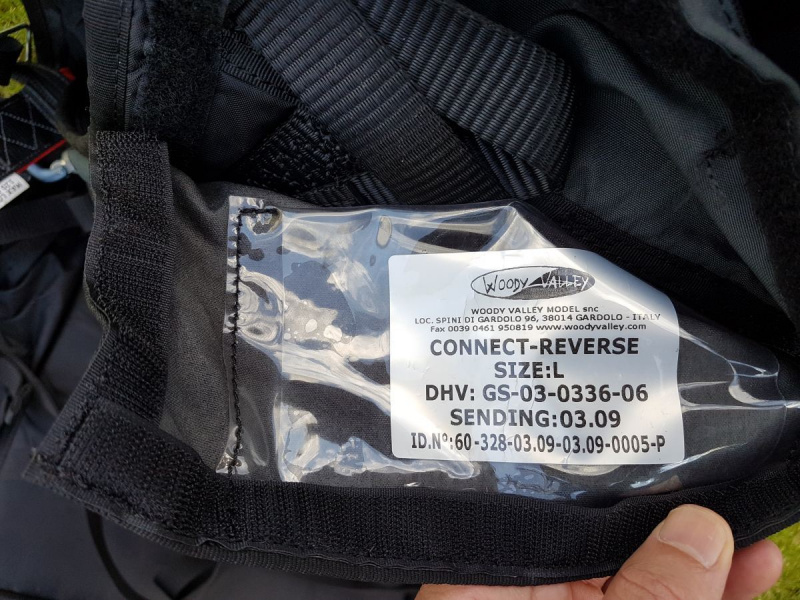 WOODY VALLEY
WOODY VALLEY MODEL snc
LOC. SPINI DI GARDOLO 96, 38014 GARDOLO - ITALY
Fax 0039 0461 950819 www.woodyvalley.com
CONNECT-REVERSE
SIZE:L
DHV: GS-03-0336-06
SENDING:03.09
ID.Nº:60-328-03.09-03.09-0005-P